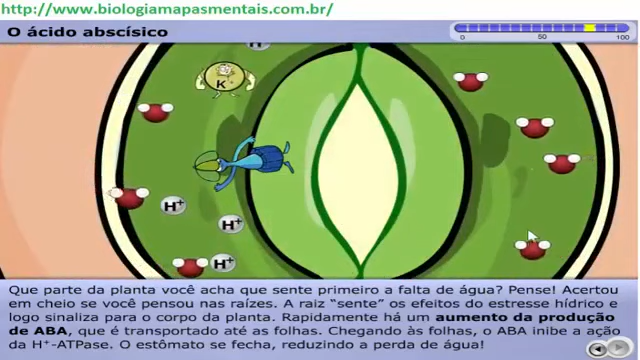 http://www.biologiamapasmentais.com.br/
O ácido abscísico
0 50 100
H⁺
K⁺
H⁺
H⁺
H⁺
Que parte da planta você acha que sente primeiro a falta de água? Pense! Acertou
em cheio se você pensou nas raízes. A raiz “sente” os efeitos do estresse hídrico e
logo sinaliza para o corpo da planta. Rapidamente há um aumento da produção
de ABA, que é transportado até as folhas. Chegando às folhas, o ABA inibe a ação
da H⁺-ATPase. O estômato se fecha, reduzindo a perda de água!